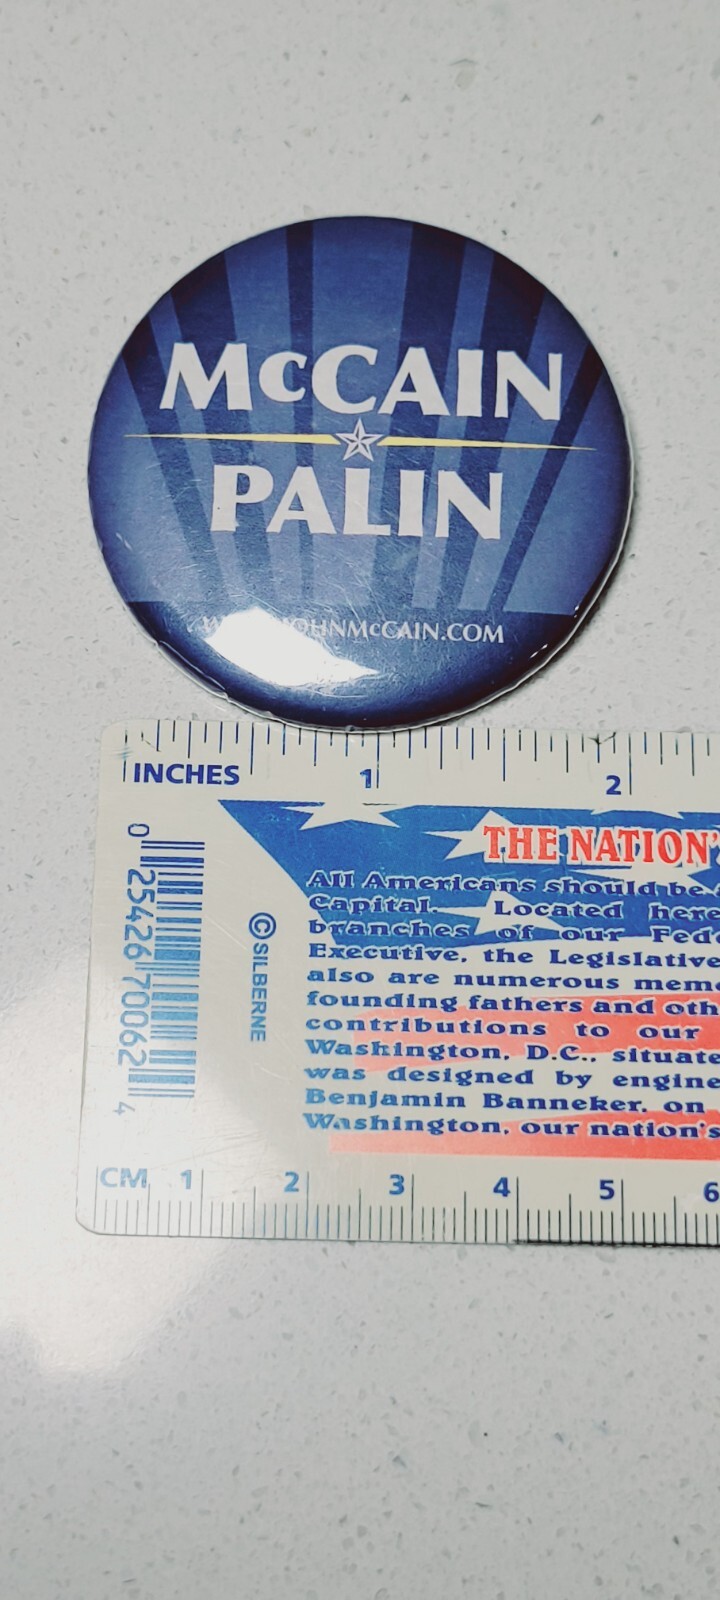 McCAIN
PALIN
JOHNMcCAIN.COM
INCHES 1 2
THE NATION'
All Americans should be
Capital. Located here
branches of our Fede
Executive, the Legislative
also are numerous memo
founding fathers and oth
contributions to our
Washington, D.C., situate
was designed by engine
Benjamin Banneker, on
Washington, our nation's
©SILBERNE
0 25426 70062 4
CM 1 2 3 4 5 6